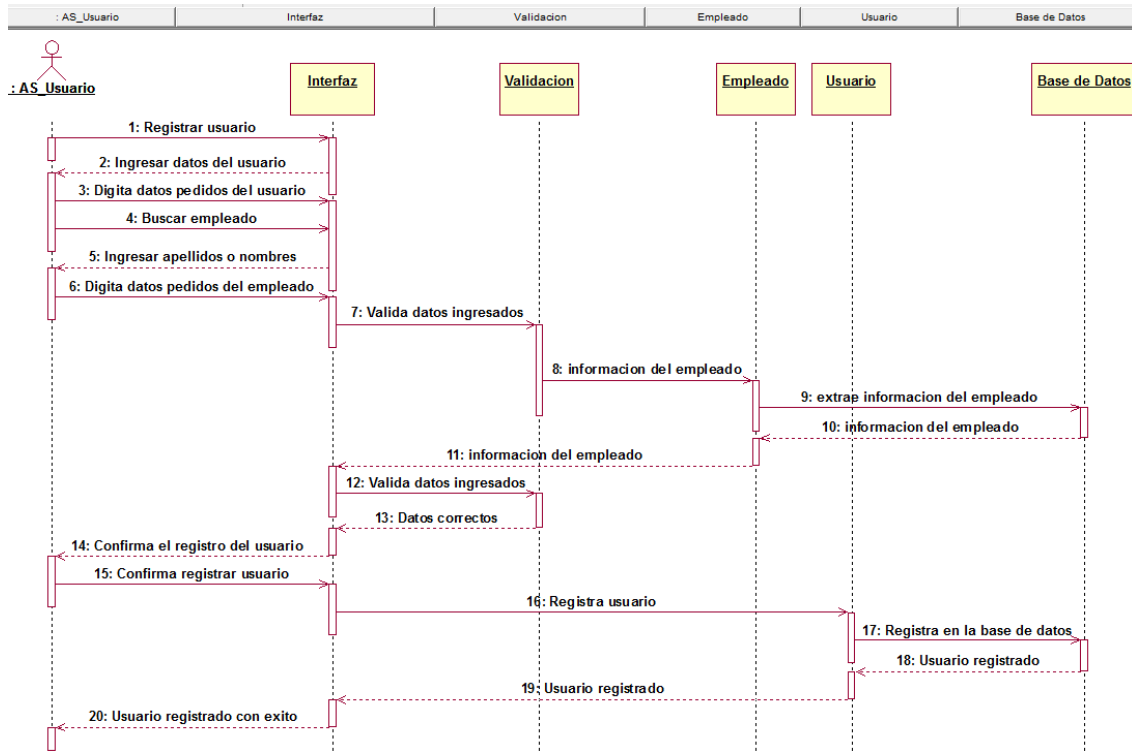 : AS_Usuario
Interfaz
Validacion
Empleado
Usuario
Base de Datos
: AS_Usuario
Interfaz
Validacion
Empleado
Usuario
Base de Datos
1: Registrar usuario
2: Ingresar datos del usuario
3: Digita datos pedidos del usuario
4: Buscar empleado
5: Ingresar apellidos o nombres
6: Digita datos pedidos del empleado
7: Valida datos ingresados
8: informacion del empleado
9: extrae informacion del empleado
10: informacion del empleado
11: informacion del empleado
12: Valida datos ingresados
13: Datos correctos
14: Confirma el registro del usuario
15: Confirma registrar usuario
16: Registra usuario
17: Registra en la base de datos
18: Usuario registrado
19: Usuario registrado
20: Usuario registrado con exito